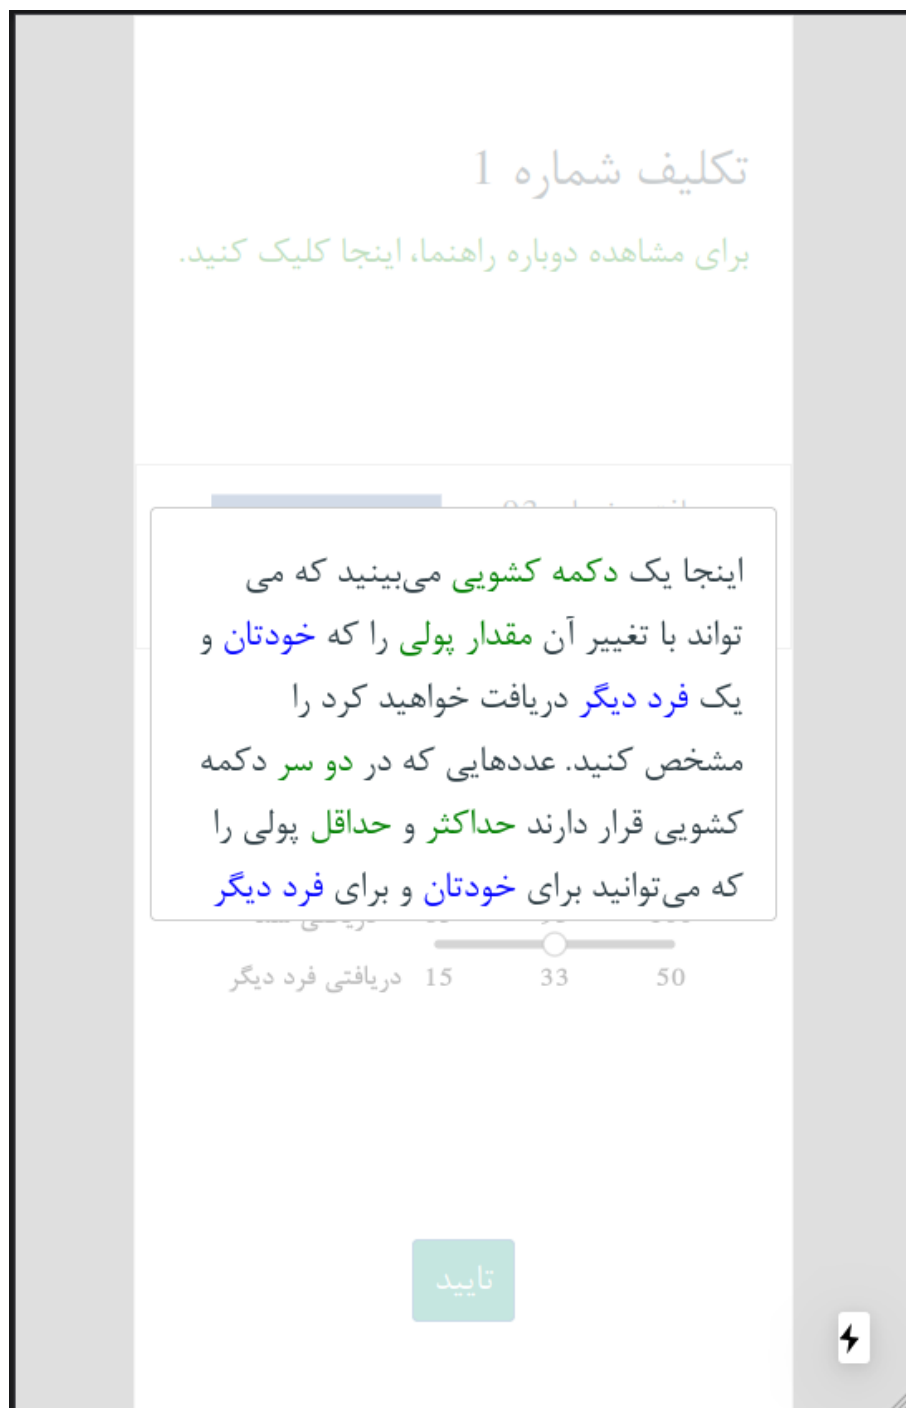 تکلیف شماره 1
برای مشاهده دوباره راهنما، اینجا کلیک کنید.
اینجا یک دکمه کشویی می‌بینید که می
تواند با تغییر آن مقدار پولی را که خودتان و
یک فرد دیگر دریافت خواهید کرد را
مشخص کنید. عددهایی که در دو سر دکمه
کشویی قرار دارند حداکثر و حداقل پولی را
که می‌توانید برای خودتان و برای فرد دیگر
دریافتی فرد دیگر 15 33 50
تایید